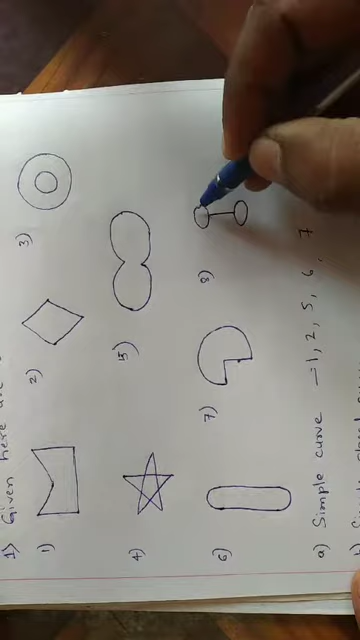 1) Given here are
1) 2) 3)
4) 5)
6) 7) 8)
a) Simple curve - 1, 2, 5, 6, 7
b) Simple